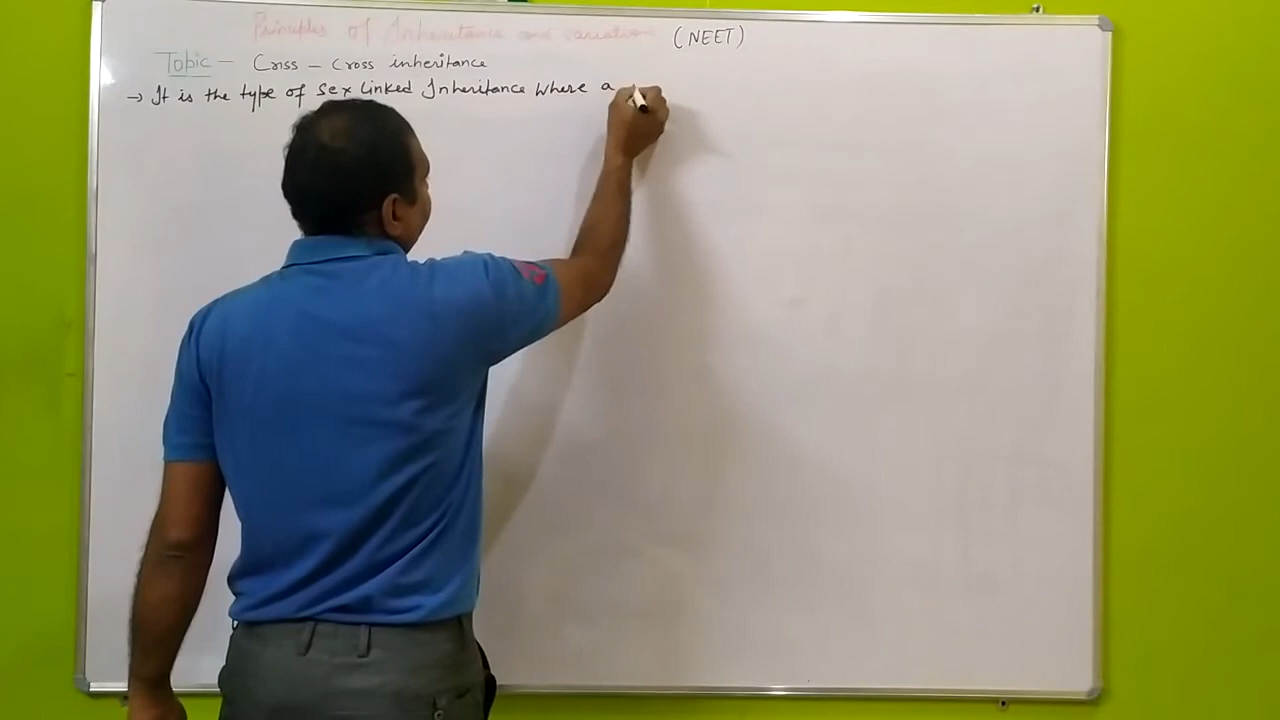 Principles of Inheritance and variation (NEET)
Topic - Criss - Cross inheritance
→ It is the type of Sex Linked Inheritance where a